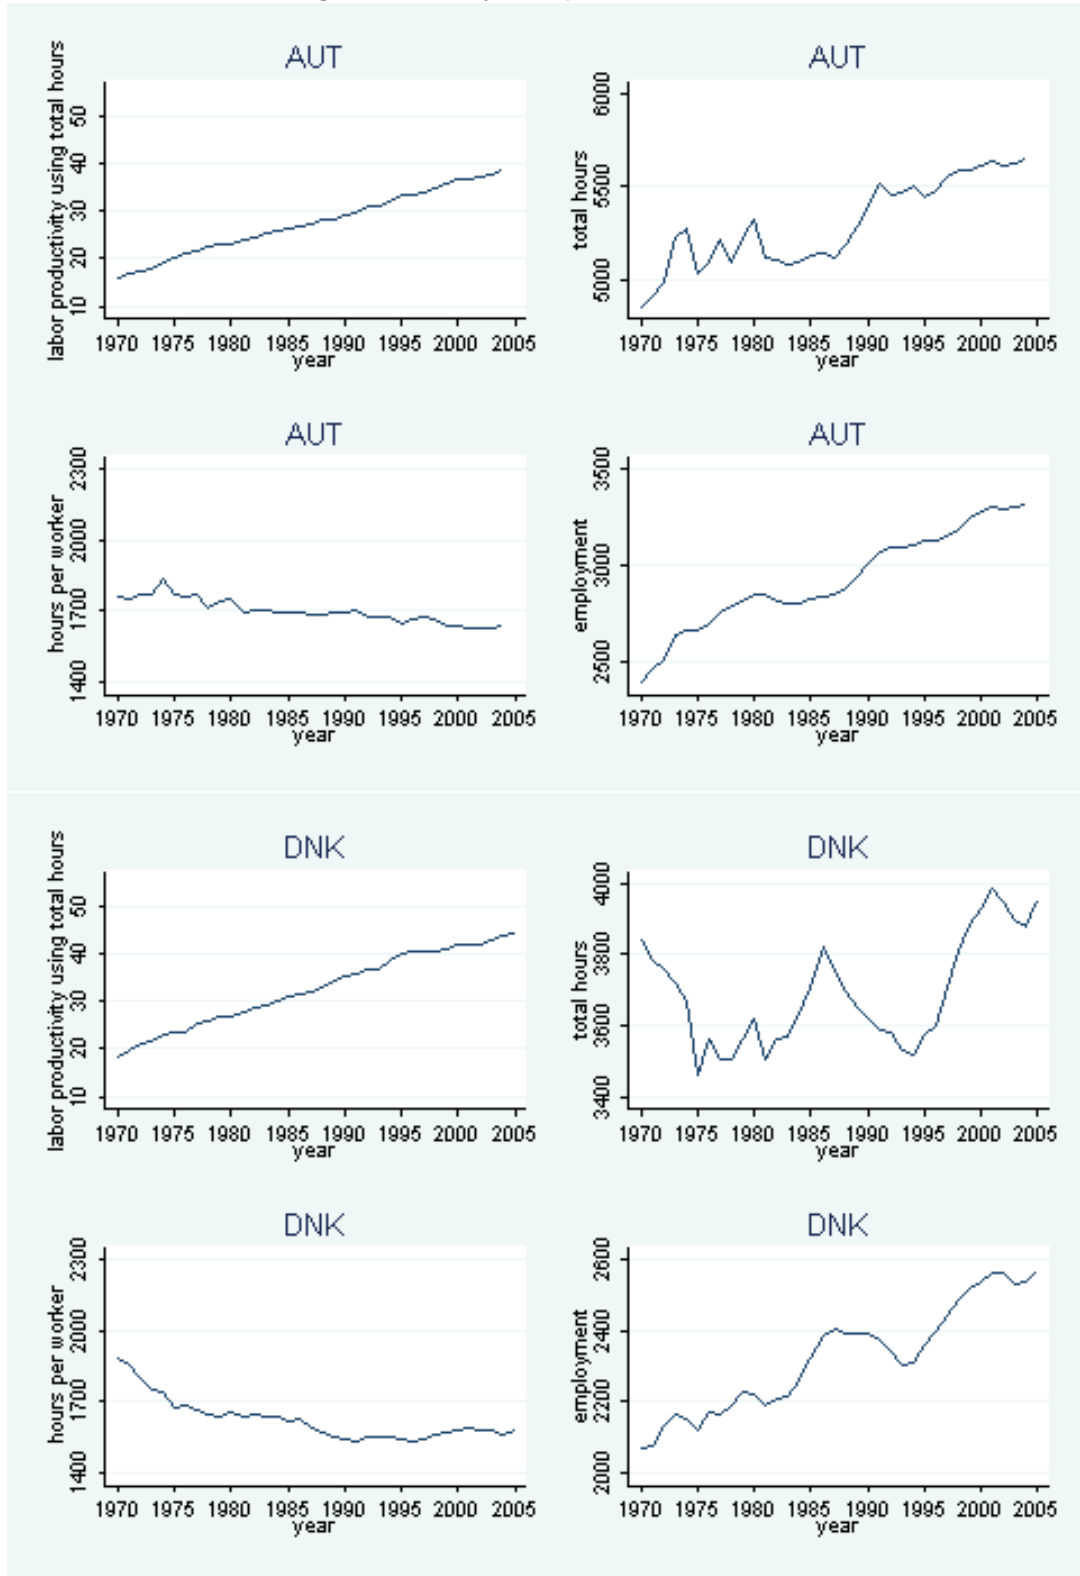 AUT
labor productivity using total hours
50
40
30
20
10
1970 1975 1980 1985 1990 1995 2000 2005
year
AUT
total hours
6000
5500
5000
1970 1975 1980 1985 1990 1995 2000 2005
year
AUT
hours per worker
2300
2000
1700
1400
1970 1975 1980 1985 1990 1995 2000 2005
year
AUT
employment
3500
3000
2500
1970 1975 1980 1985 1990 1995 2000 2005
year
DNK
labor productivity using total hours
50
40
30
20
10
1970 1975 1980 1985 1990 1995 2000 2005
year
DNK
total hours
4000
3800
3600
3400
1970 1975 1980 1985 1990 1995 2000 2005
year
DNK
hours per worker
2300
2000
1700
1400
1970 1975 1980 1985 1990 1995 2000 2005
year
DNK
employment
2600
2400
2200
2000
1970 1975 1980 1985 1990 1995 2000 2005
year